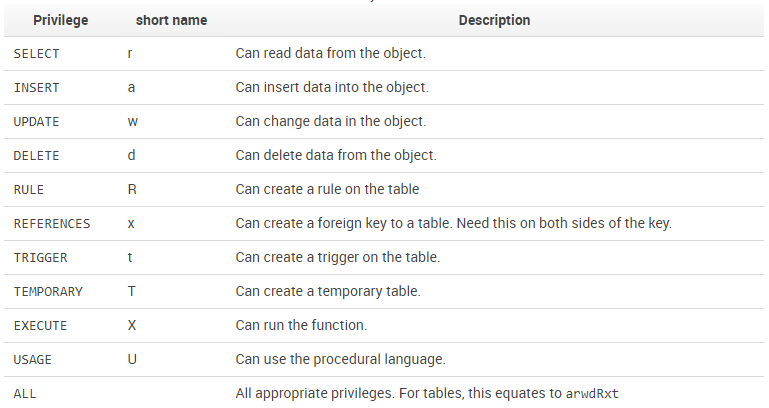 Privilege short name Description
SELECT r Can read data from the object.
INSERT a Can insert data into the object.
UPDATE w Can change data in the object.
DELETE d Can delete data from the object.
RULE R Can create a rule on the table
REFERENCES x Can create a foreign key to a table. Need this on both sides of the key.
TRIGGER t Can create a trigger on the table.
TEMPORARY T Can create a temporary table.
EXECUTE X Can run the function.
USAGE U Can use the procedural language.
ALL All appropriate privileges. For tables, this equates to arwdRxt